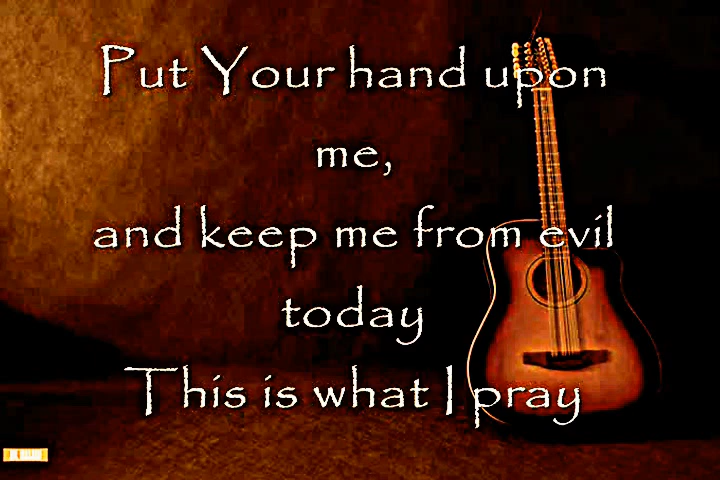 Put Your hand upon
me,
and keep me from evil
today
This is what I pray